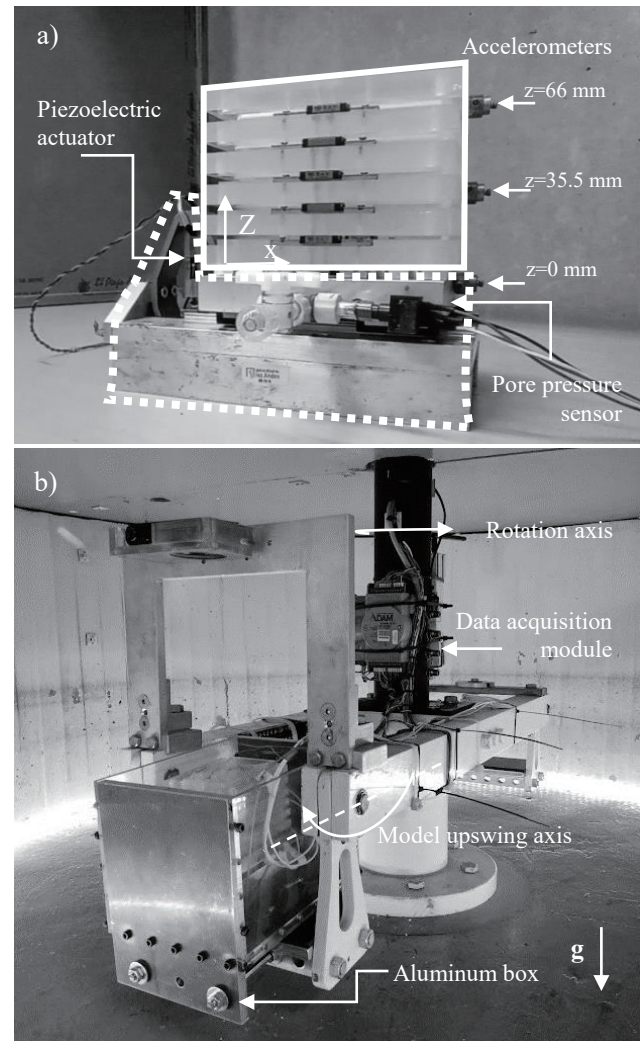 a)
Accelerometers
z=66 mm
Piezoelectric
actuator
z=35.5 mm
Z
x
z=0 mm
Pore pressure
sensor
b)
Rotation axis
ADAM
Data acquisition
module
Model upswing axis
g
Aluminum box